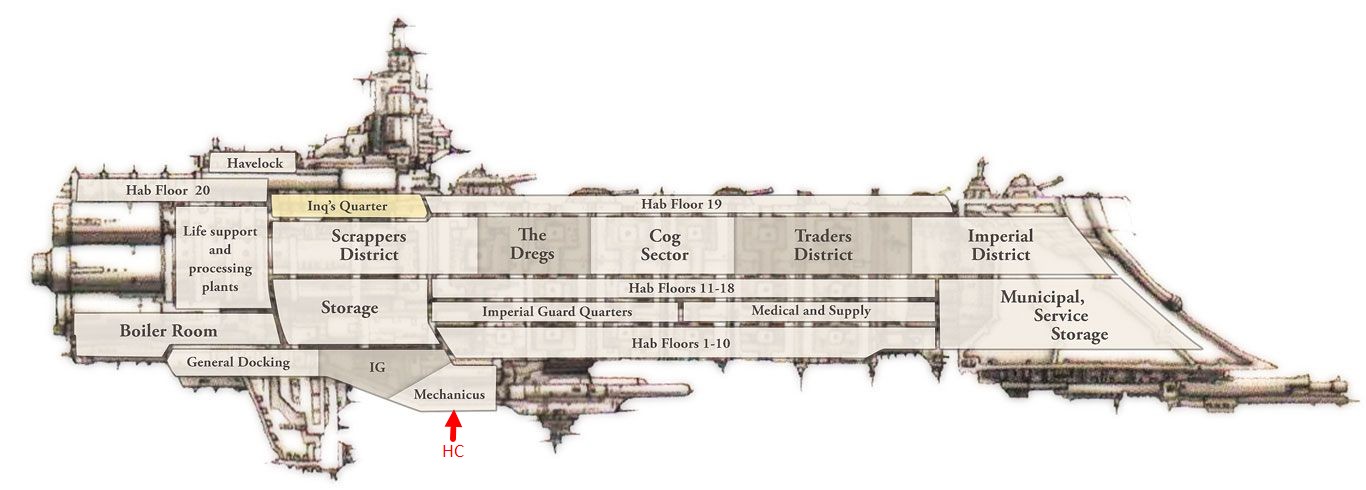 Havelock
Hab Floor 20
Inq's Quarter
Hab Floor 19
Life support
and
processing
plants
Scrappers
District
The
Dregs
Cog
Sector
Traders
District
Imperial
District
Storage
Hab Floors 11-18
Imperial Guard Quarters
Medical and Supply
Hab Floors 1-10
Municipal,
Service
Storage
Boiler Room
General Docking
IG
Mechanicus
HC